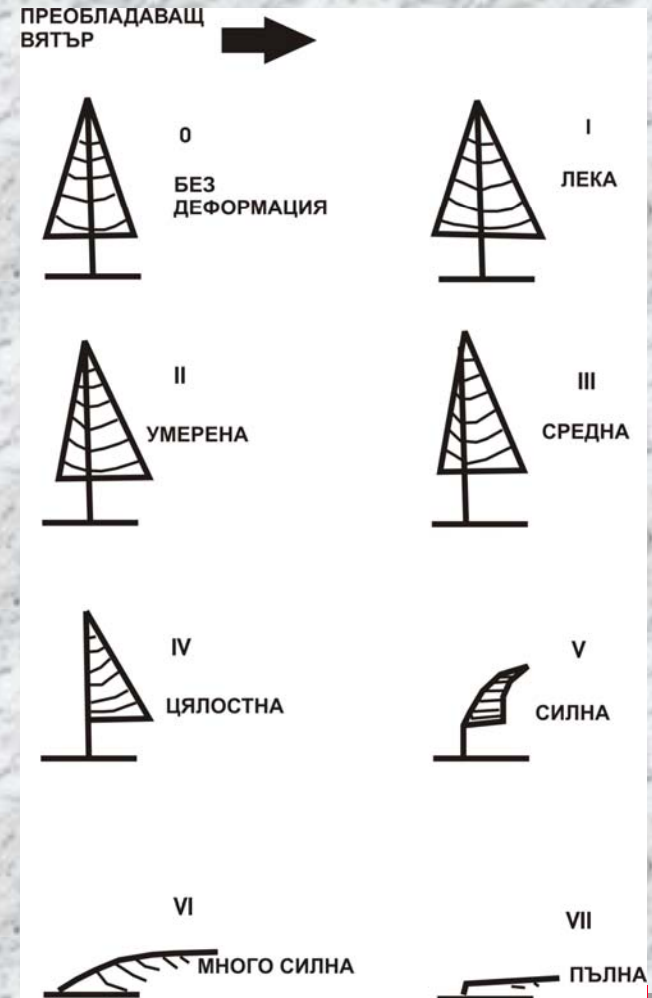 ПРЕОБЛАДАВАЩ
ВЯТЪР
0
БЕЗ
ДЕФОРМАЦИЯ
I
ЛЕКА
II
УМЕРЕНА
III
СРЕДНА
IV
ЦЯЛОСТНА
V
СИЛНА
VI
МНОГО СИЛНА
VII
ПЪЛНА